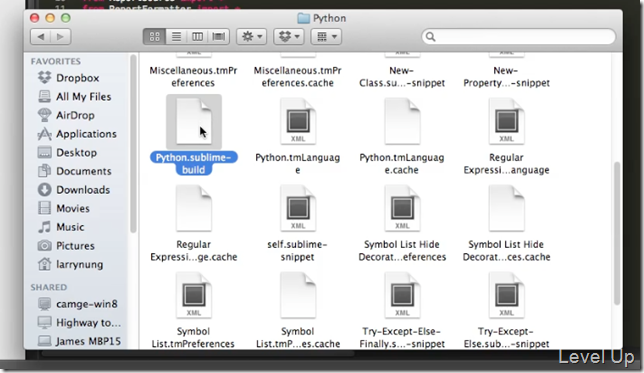 from ReportFormatter import *
Python
FAVORITES
Dropbox
All My Files
AirDrop
Applications
Desktop
Documents
Downloads
Movies
Music
Pictures
larrynung
SHARED
camge-win8
Highway to...
James MBP15
Miscellaneous.tmPreferences
Miscellaneous.tmPreferences.cache
New-Class.su...-snippet
New-Property...-snippet
XML
XML
Python.sublime-build
Python.tmLanguage
Python.tmLanguage.cache
Regular Expressi...anguage
XML
XML
Regular Expressi...ge.cache
self.sublime-snippet
Symbol List Hide Decorat...eferences
Symbol List Hide Decorat...ces.cache
XML
XML
XML
Symbol List.tmPreferences
Symbol List.tmP...es.cache
Try-Except-Else-Finally.s...-snippet
Try-Except-Else.sub...-snippet
Level Up